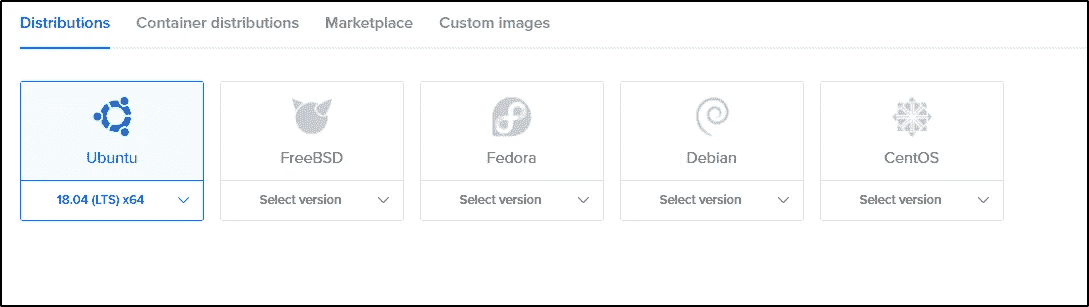 Distributions Container distributions Marketplace Custom images
Ubuntu FreeBSD Fedora Debian CentOS
18.04 (LTS) x64 Select version Select version Select version Select version